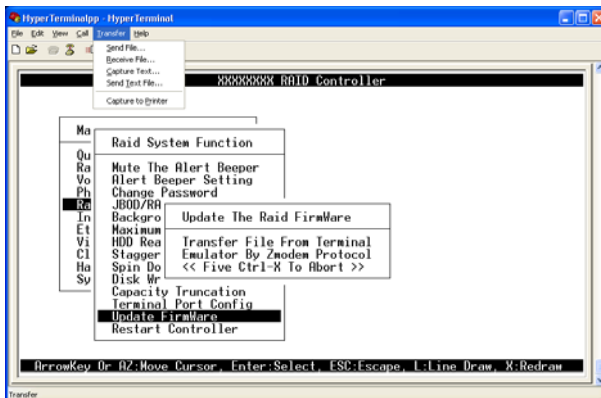 HyperTerminalpp - HyperTerminal
File Edit View Call Transfer Help
Send File...
Receive File...
Capture Text...
Send Text File...
Capture to Printer
XXXXXXXX RAID Controller
Ma
Raid System Function
Qu
Ra
Mute The Alert Beeper
Vo
Alert Beeper Setting
Ph
Change Password
Ra
JBOD/RA
In
Backgro
Update The Raid FirmWare
Et
Maximum
Vi
HDD Rea
Transfer File From Terminal
Cl
Stagger
Emulator By Zmodem Protocol
Ha
Spin Do
<< Five Ctrl-X To Abort >>
Sy
Disk Wr
Capacity Truncation
Terminal Port Config
Update FirmWare
Restart Controller
ArrowKey Or AZ:Move Cursor, Enter:Select, ESC:Escape, L:Line Draw, X:Redraw
Transfer